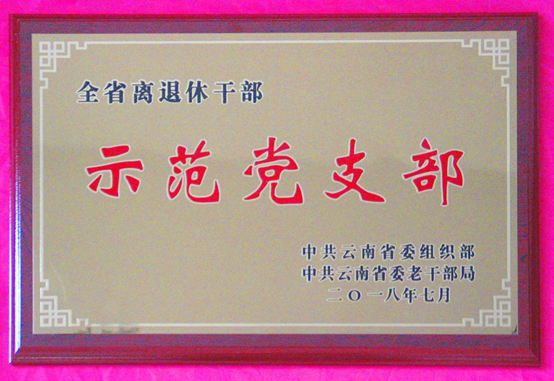 全省离退休干部
示范党支部
中共云南省委组织部
中共云南省委老干部局
二〇一八年七月